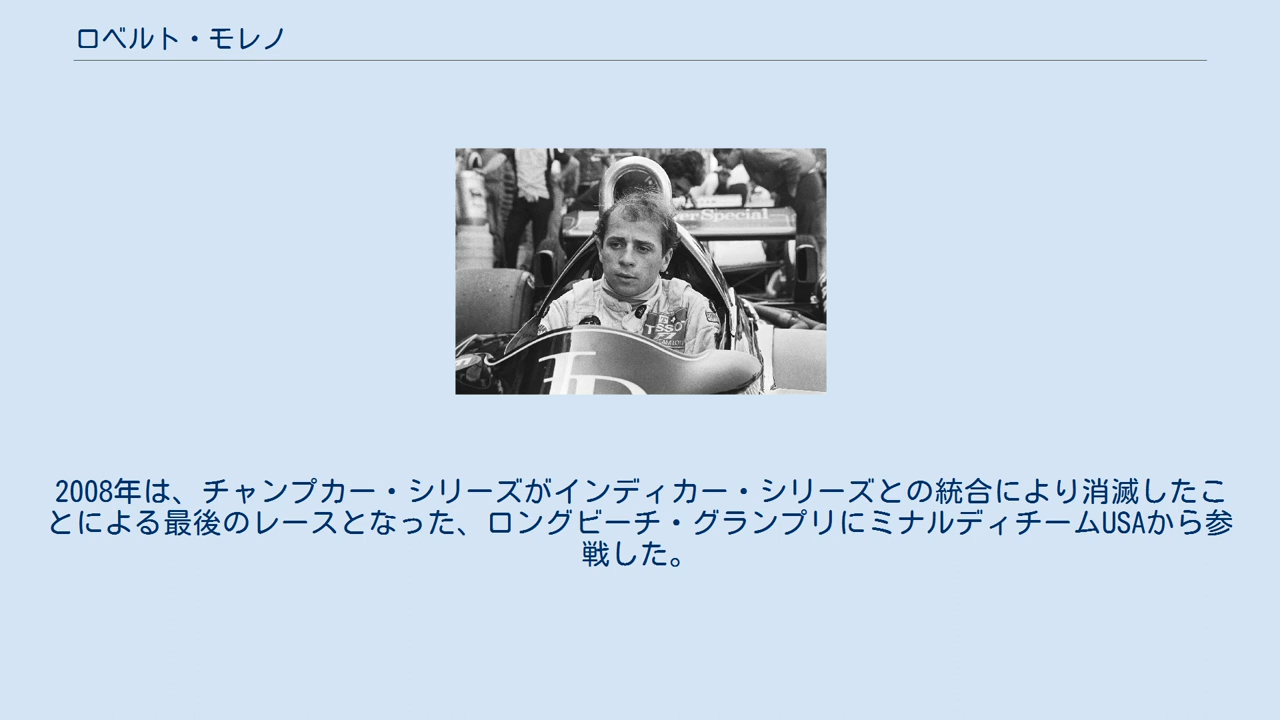 ロベルト・モレノ
er Special
TISSOT
2008年は、チャンプカー・シリーズがインディカー・シリーズとの統合により消滅したこ
とによる最後のレースとなった、ロングビーチ・グランプリにミナルディチームUSAから参
戦した。